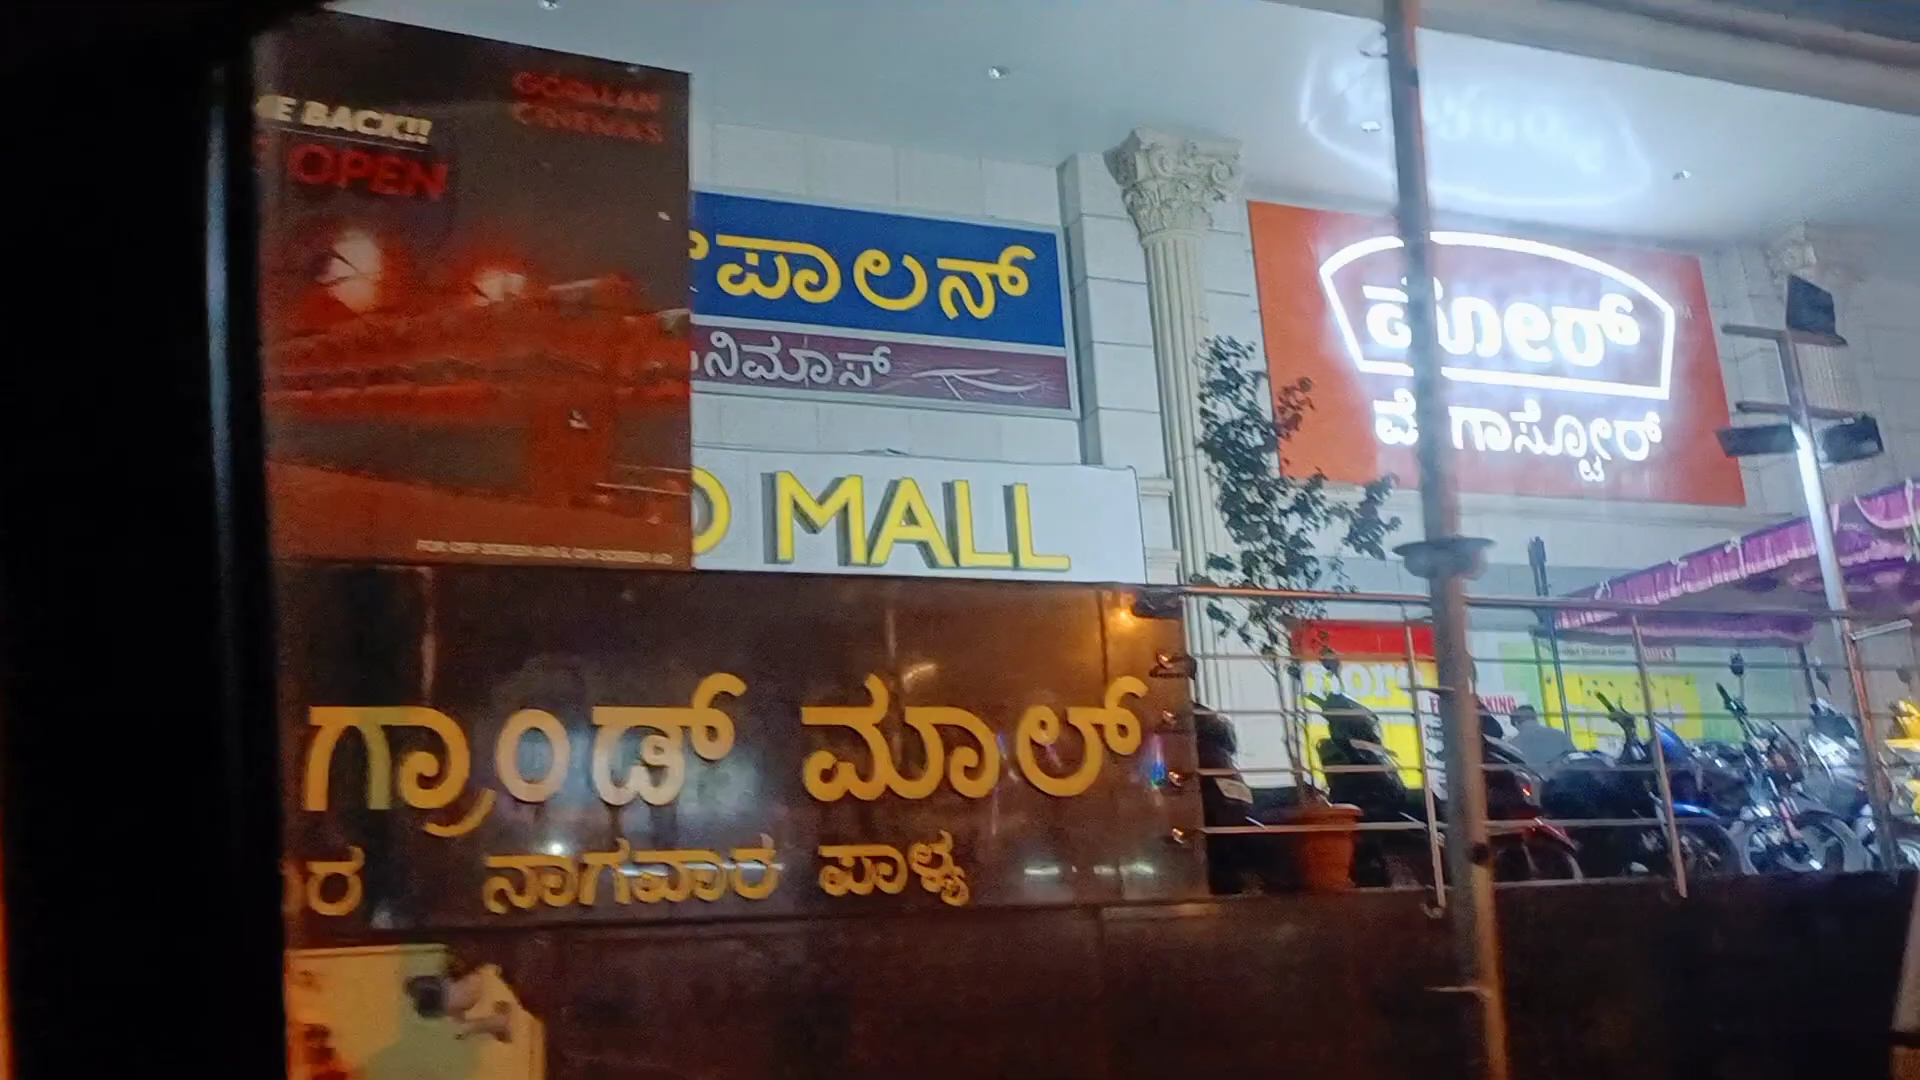 BACK!!
OPEN
GOPALAN
CINEMAS
ಪಾಲನ್
ನಿಮಾಸ್
MALL
ಮೋರ್
ಮೆಗಾಸ್ಟೋರ್
ಗ್ರಾಂಡ್ ಮಾಲ್
ನಾಗವಾರ ಪಾಳ್ಯ